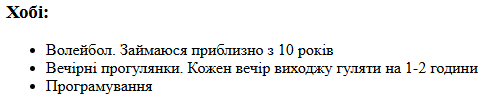 Хобі:
Волейбол. Займаюся приблизно з 10 років
Вечірні прогулянки. Кожен вечір виходжу гуляти на 1-2 години
Програмування